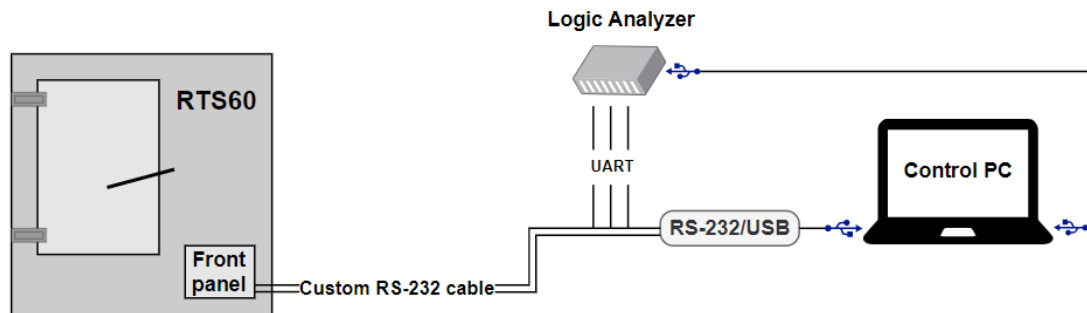 Logic Analyzer
RTS60
UART
Control PC
RS-232/USB
Front
panel
Custom RS-232 cable